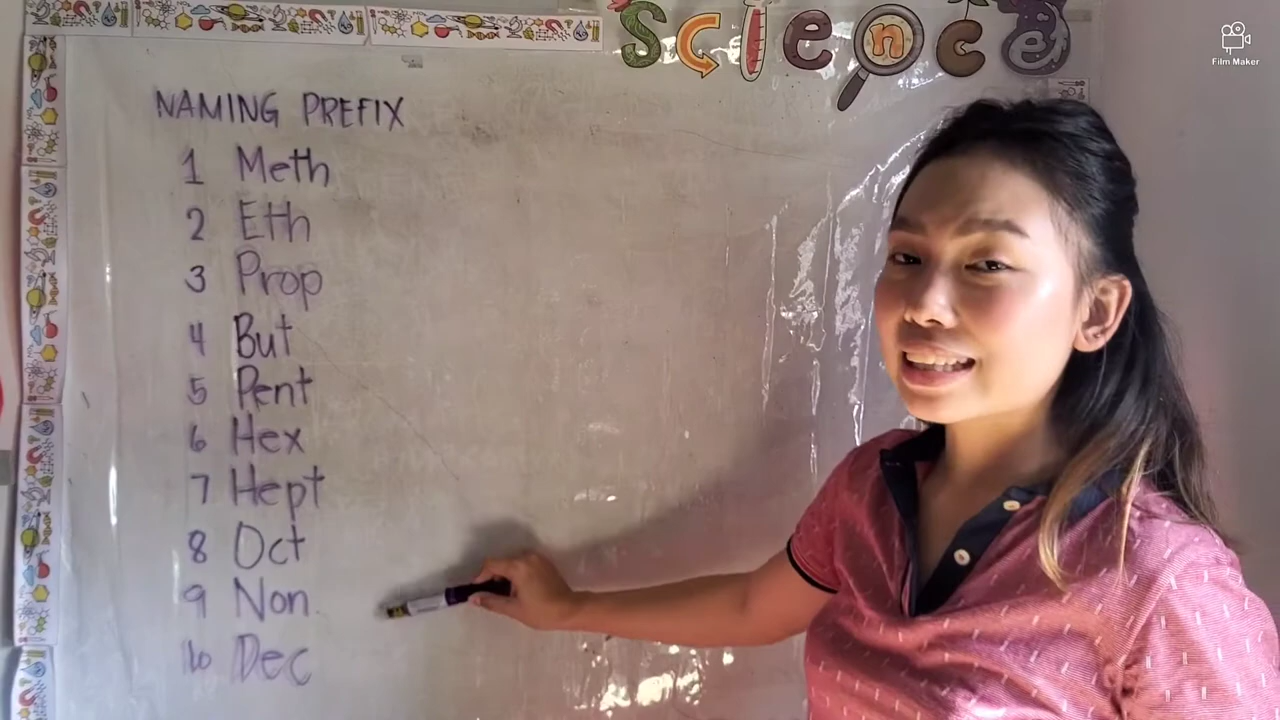 Science
Film Maker
NAMING PREFIX
1 Meth
2 Eth
3 Prop
4 But
5 Pent
6 Hex
7 Hept
8 Oct
9 Non
10 Dec